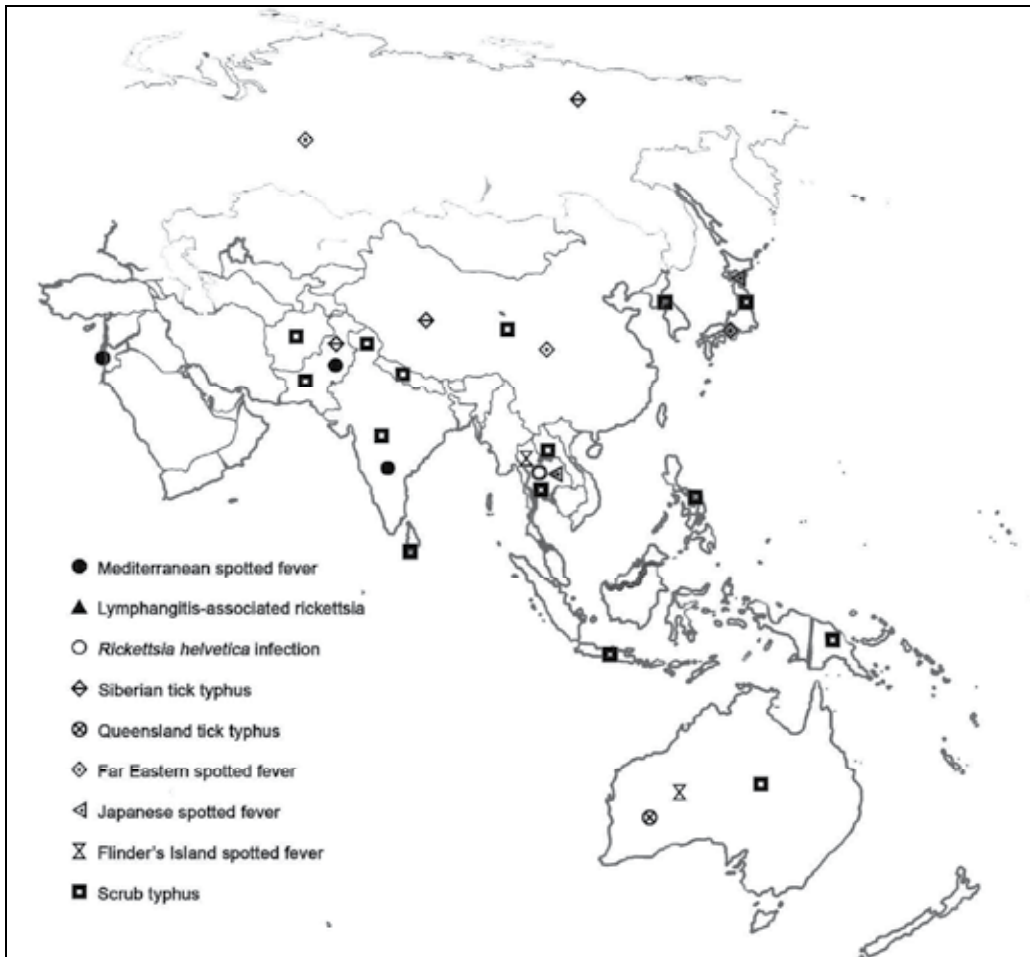 Mediterranean spotted fever
Lymphangitis-associated rickettsia
Rickettsia helvetica infection
Siberian tick typhus
Queensland tick typhus
Far Eastern spotted fever
Japanese spotted fever
Flinder's Island spotted fever
Scrub typhus